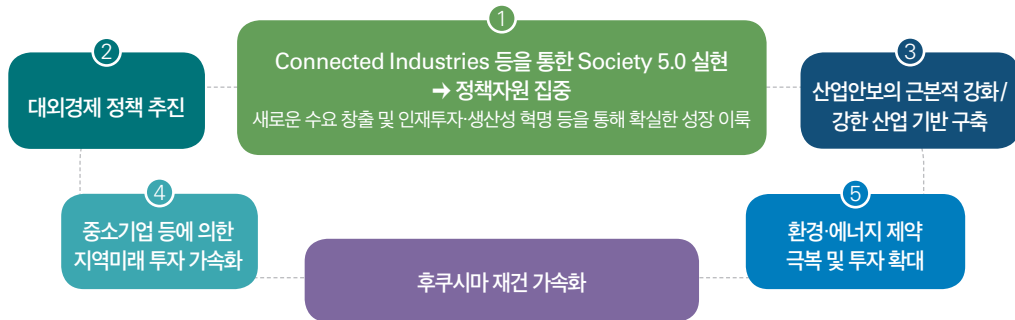 1
Connected Industries 등을 통한 Society 5.0 실현
→ 정책자원 집중
새로운 수요 창출 및 인재투자·생산성 혁명 등을 통해 확실한 성장 이룩
2
대외경제 정책 추진
3
산업안보의 근본적 강화/
강한 산업 기반 구축
4
중소기업 등에 의한
지역미래 투자 가속화
5
환경·에너지 제약
극복 및 투자 확대
후쿠시마 재건 가속화